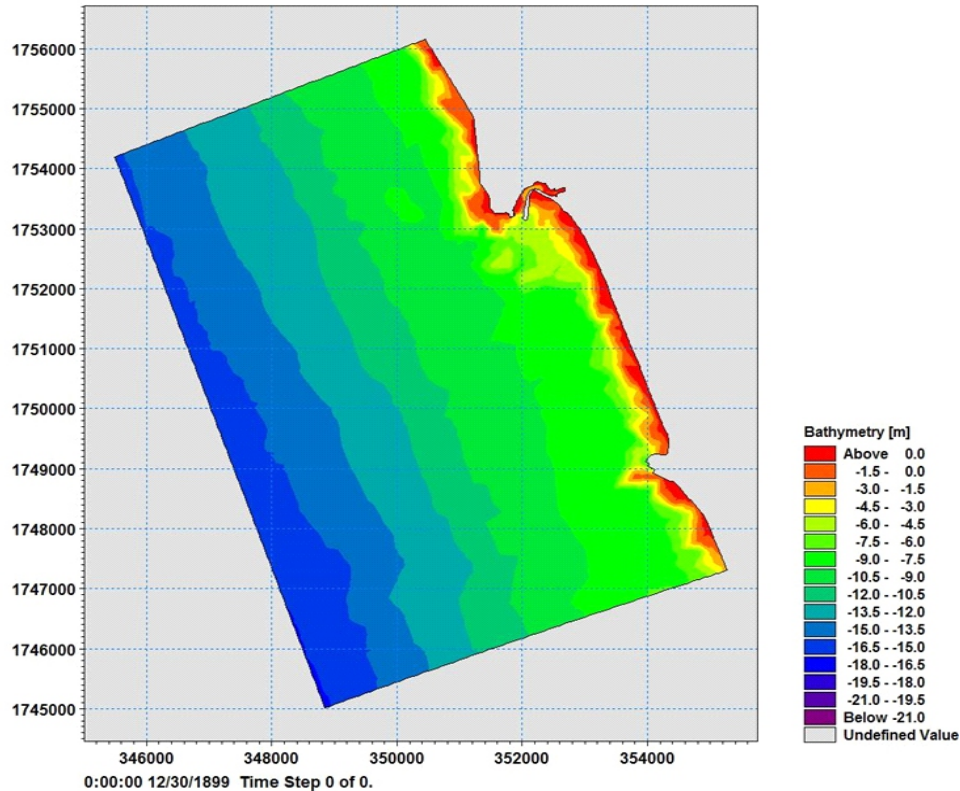 1756000
1755000
1754000
1753000
1752000
1751000
1750000
1749000
1748000
1747000
1746000
1745000
346000 348000 350000 352000 354000
0:00:00 12/30/1899 Time Step 0 of 0.
Bathymetry [m]
Above 0.0
-1.5 - 0.0
-3.0 - -1.5
-4.5 - -3.0
-6.0 - -4.5
-7.5 - -6.0
-9.0 - -7.5
-10.5 - -9.0
-12.0 - -10.5
-13.5 - -12.0
-15.0 - -13.5
-16.5 - -15.0
-18.0 - -16.5
-19.5 - -18.0
-21.0 - -19.5
Below -21.0
Undefined Value